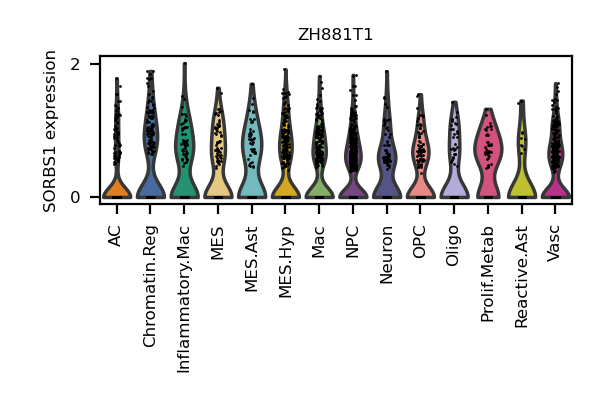 ZH881T1
SORBS1 expression
2
0
AC
Chromatin.Reg
Inflammatory.Mac
MES
MES.Ast
MES.Hyp
Mac
NPC
Neuron
OPC
Oligo
Prolif.Metab
Reactive.Ast
Vasc